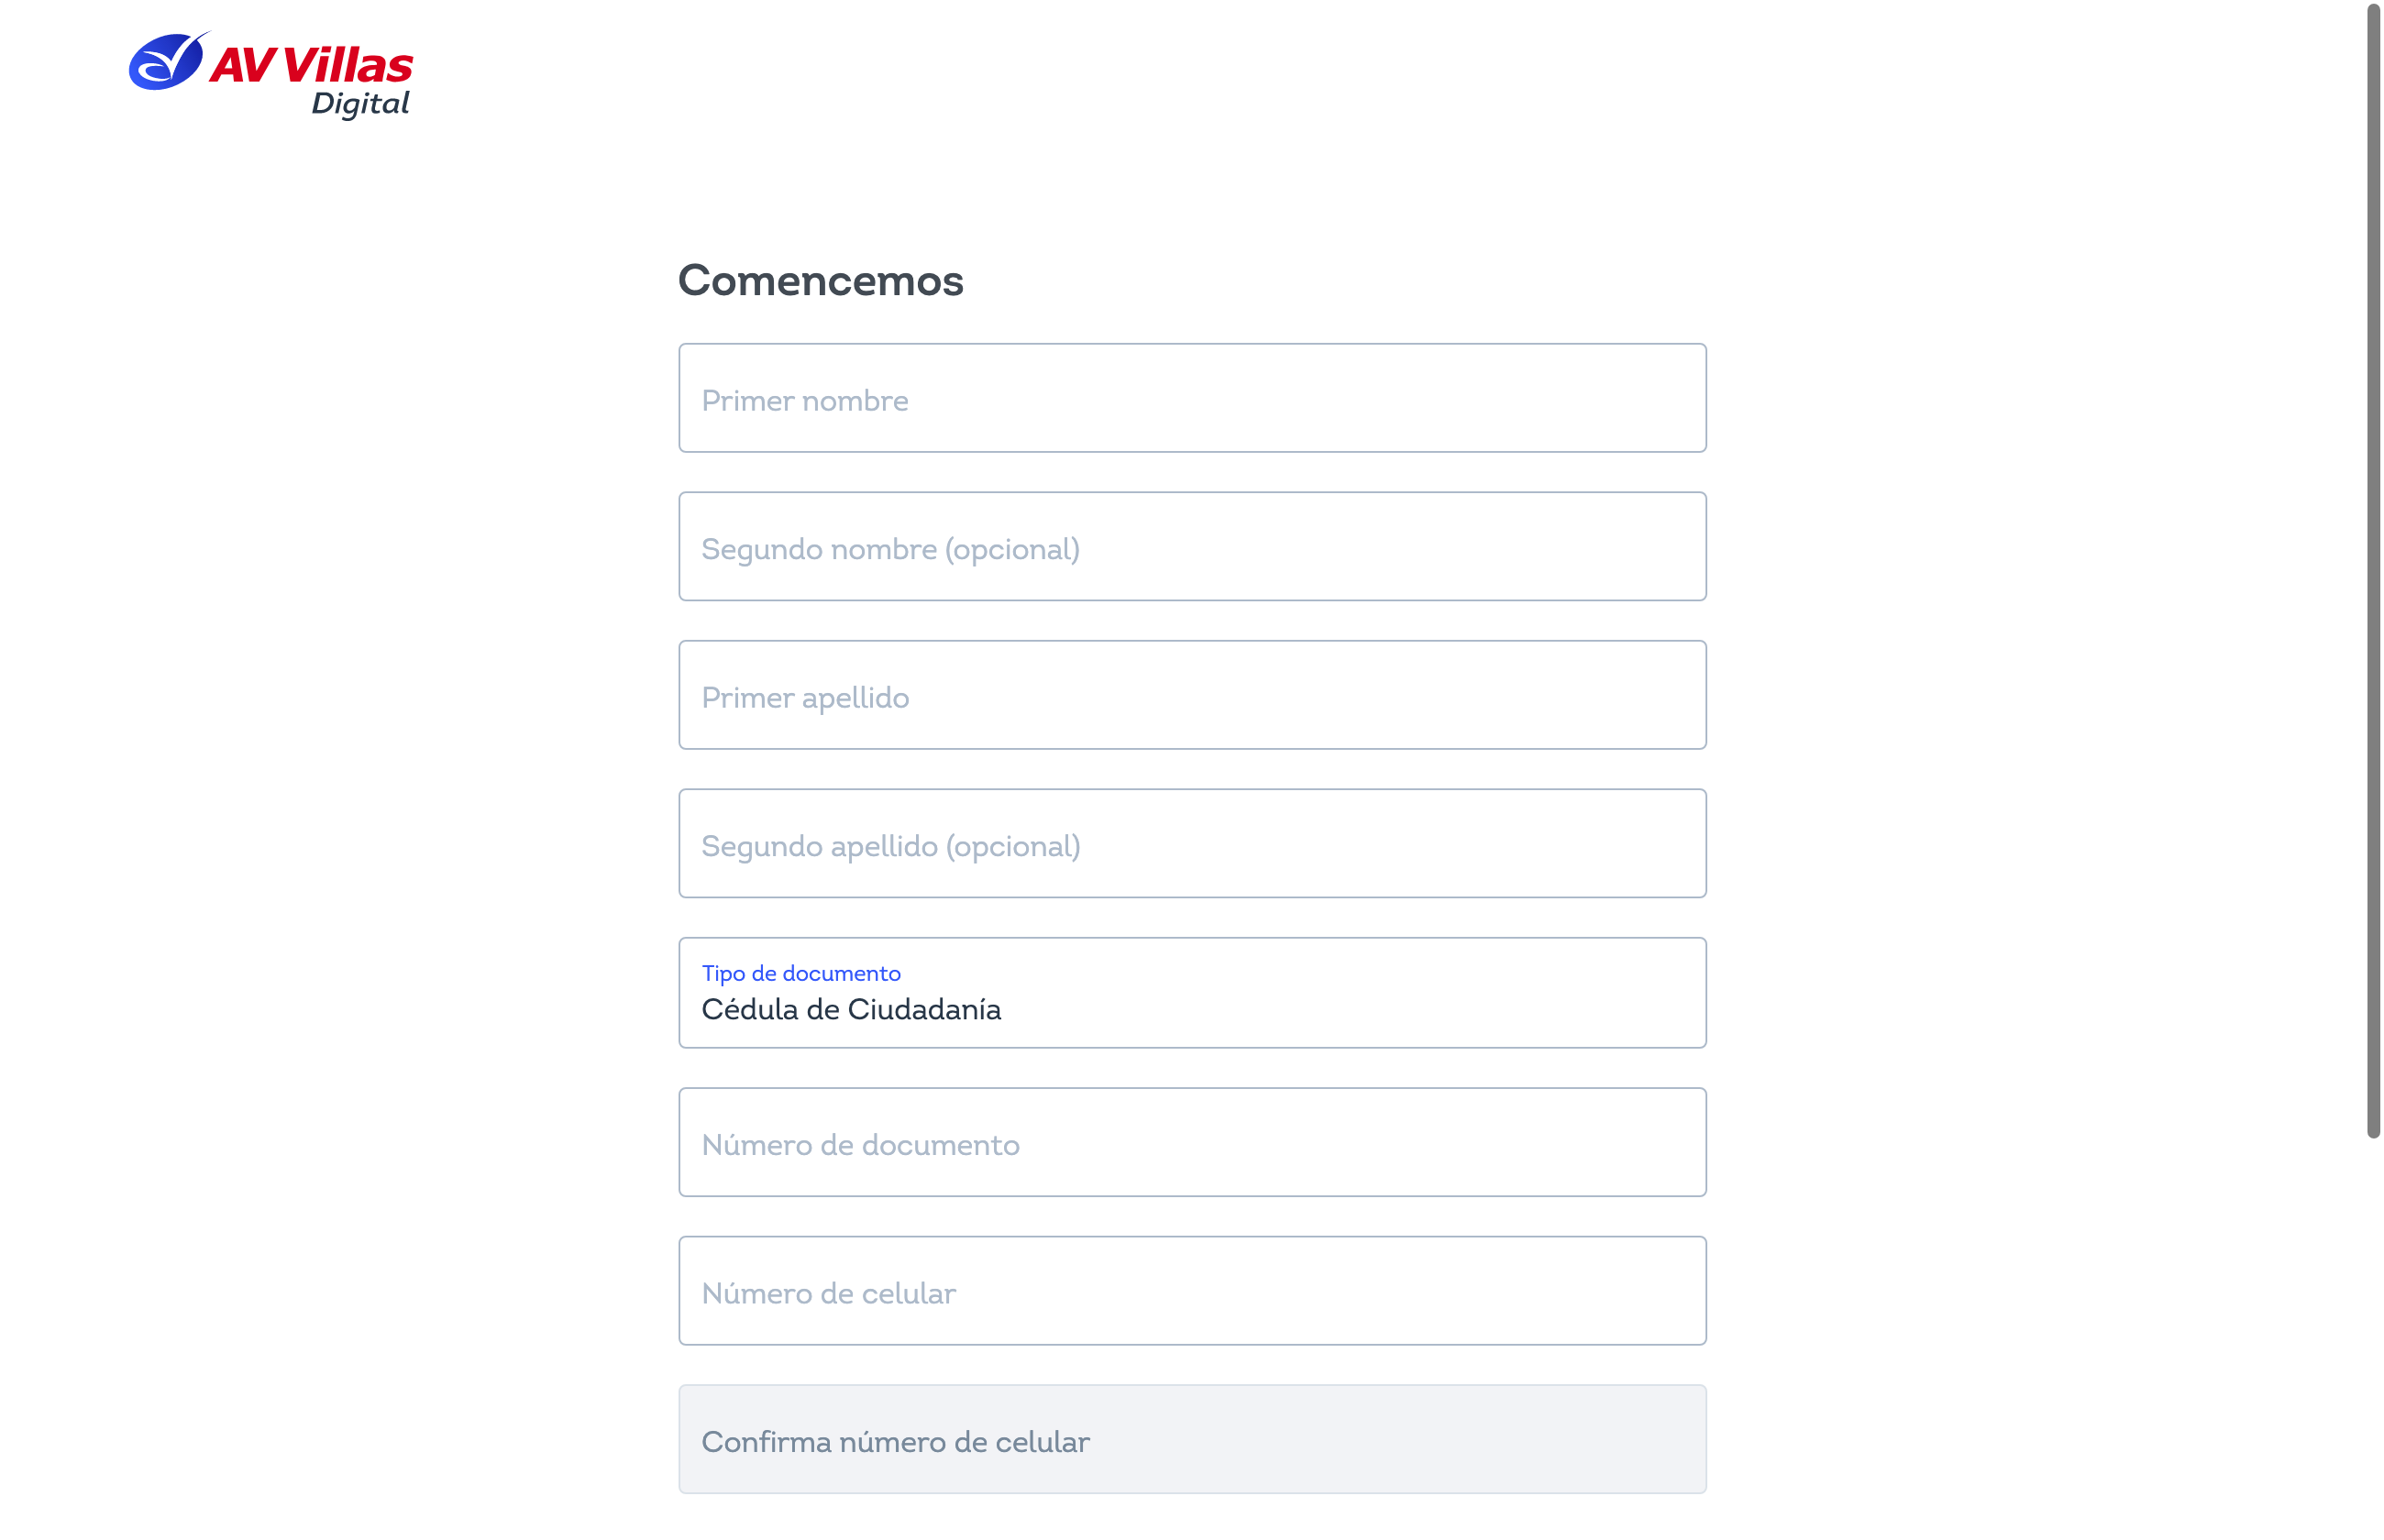 AV Villas
Digital
Comencemos
Primer nombre
Segundo nombre (opcional)
Primer apellido
Segundo apellido (opcional)
Tipo de documento
Cédula de Ciudadanía
Número de documento
Número de celular
Confirma número de celular